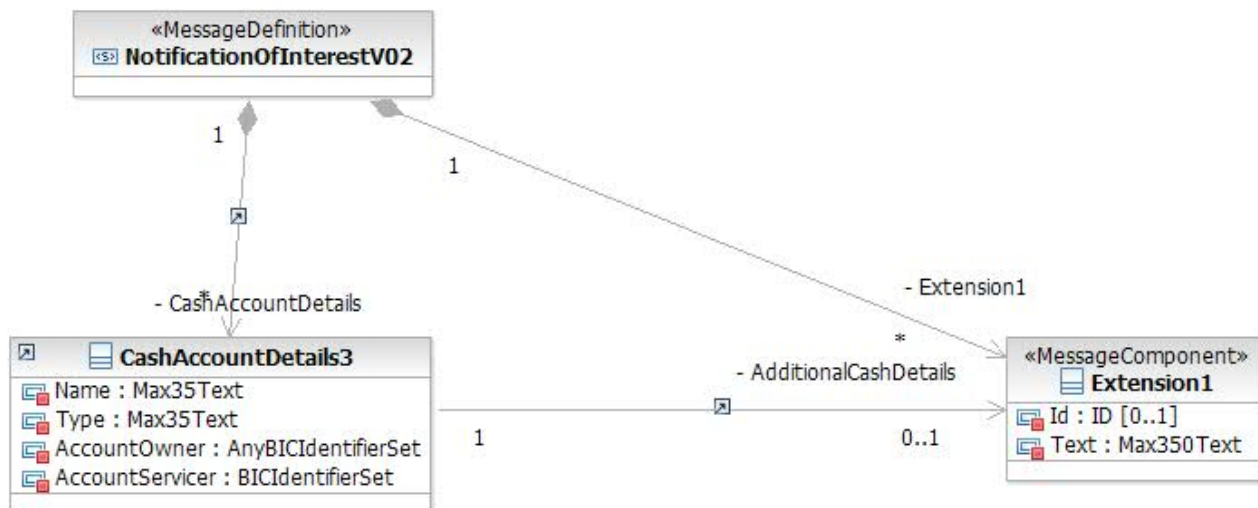 «MessageDefinition»
NotificationOfInterestV02
1
1
- Extension1
*
- CashAccountDetails
*
CashAccountDetails3
Name : Max35Text
Type : Max35Text
AccountOwner : AnyBICIdentifierSet
AccountServicer : BICIdentifierSet
- AdditionalCashDetails
1
0..1
«MessageComponent»
Extension1
Id : ID [0..1]
Text : Max350Text